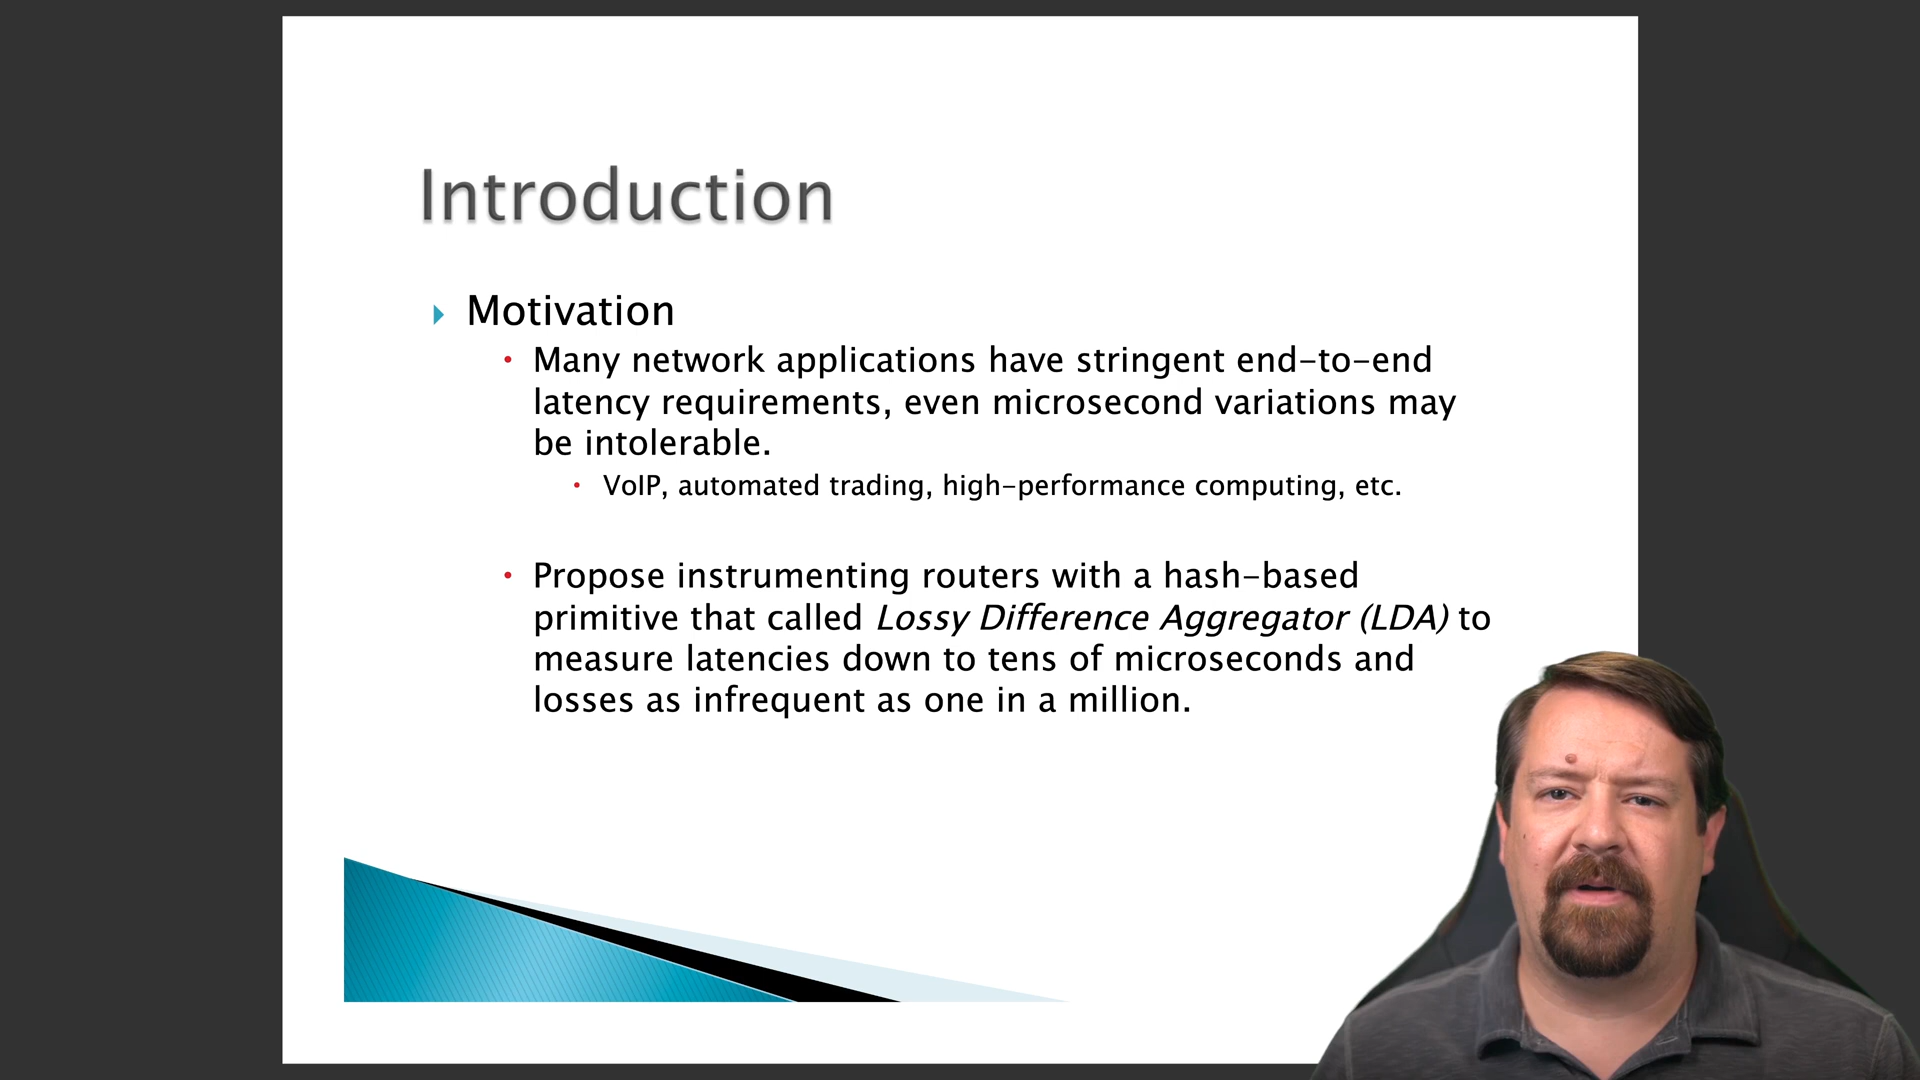 Introduction
Motivation
Many network applications have stringent end-to-end
latency requirements, even microsecond variations may
be intolerable.
VoIP, automated trading, high-performance computing, etc.
Propose instrumenting routers with a hash-based
primitive that called Lossy Difference Aggregator (LDA) to
measure latencies down to tens of microseconds and
losses as infrequent as one in a million.